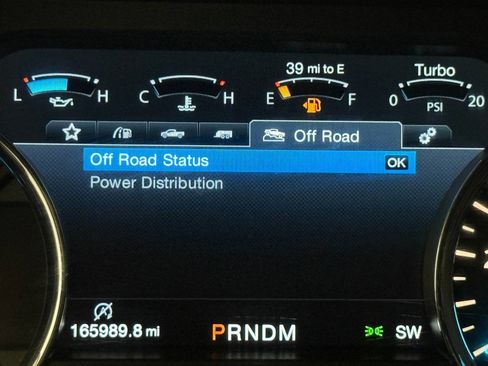 39 mi to E
Turbo
L H C H E F 0 PSI 20
Off Road
Off Road Status OK
Power Distribution
165989.8 mi PRNDM SW